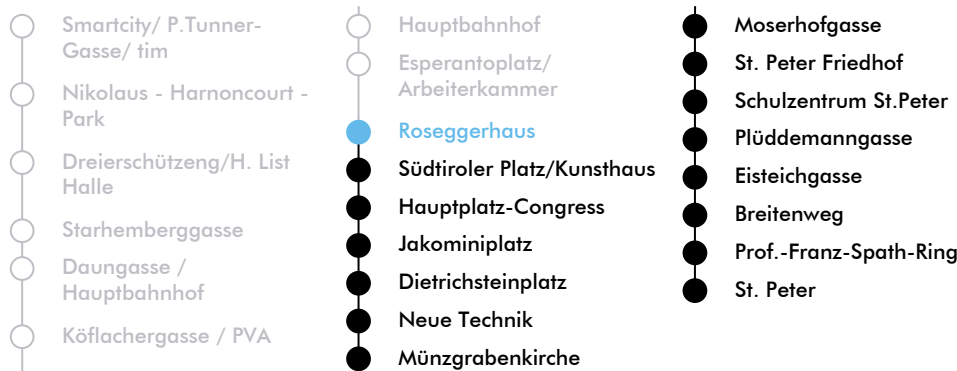 Smartcity/ P.Tunner-
Gasse/ tim
Nikolaus - Harnoncourt -
Park
Dreierschützeng/H. List
Halle
Starhemberggasse
Daungasse /
Hauptbahnhof
Köflachergasse / PVA
Hauptbahnhof
Esperantoplatz/
Arbeiterkammer
Roseggerhaus
Südtiroler Platz/Kunsthaus
Hauptplatz-Congress
Jakominiplatz
Dietrichsteinplatz
Neue Technik
Münzgrabenkirche
Moserhofgasse
St. Peter Friedhof
Schulzentrum St.Peter
Plüddemanngasse
Eisteichgasse
Breitenweg
Prof.-Franz-Spath-Ring
St. Peter